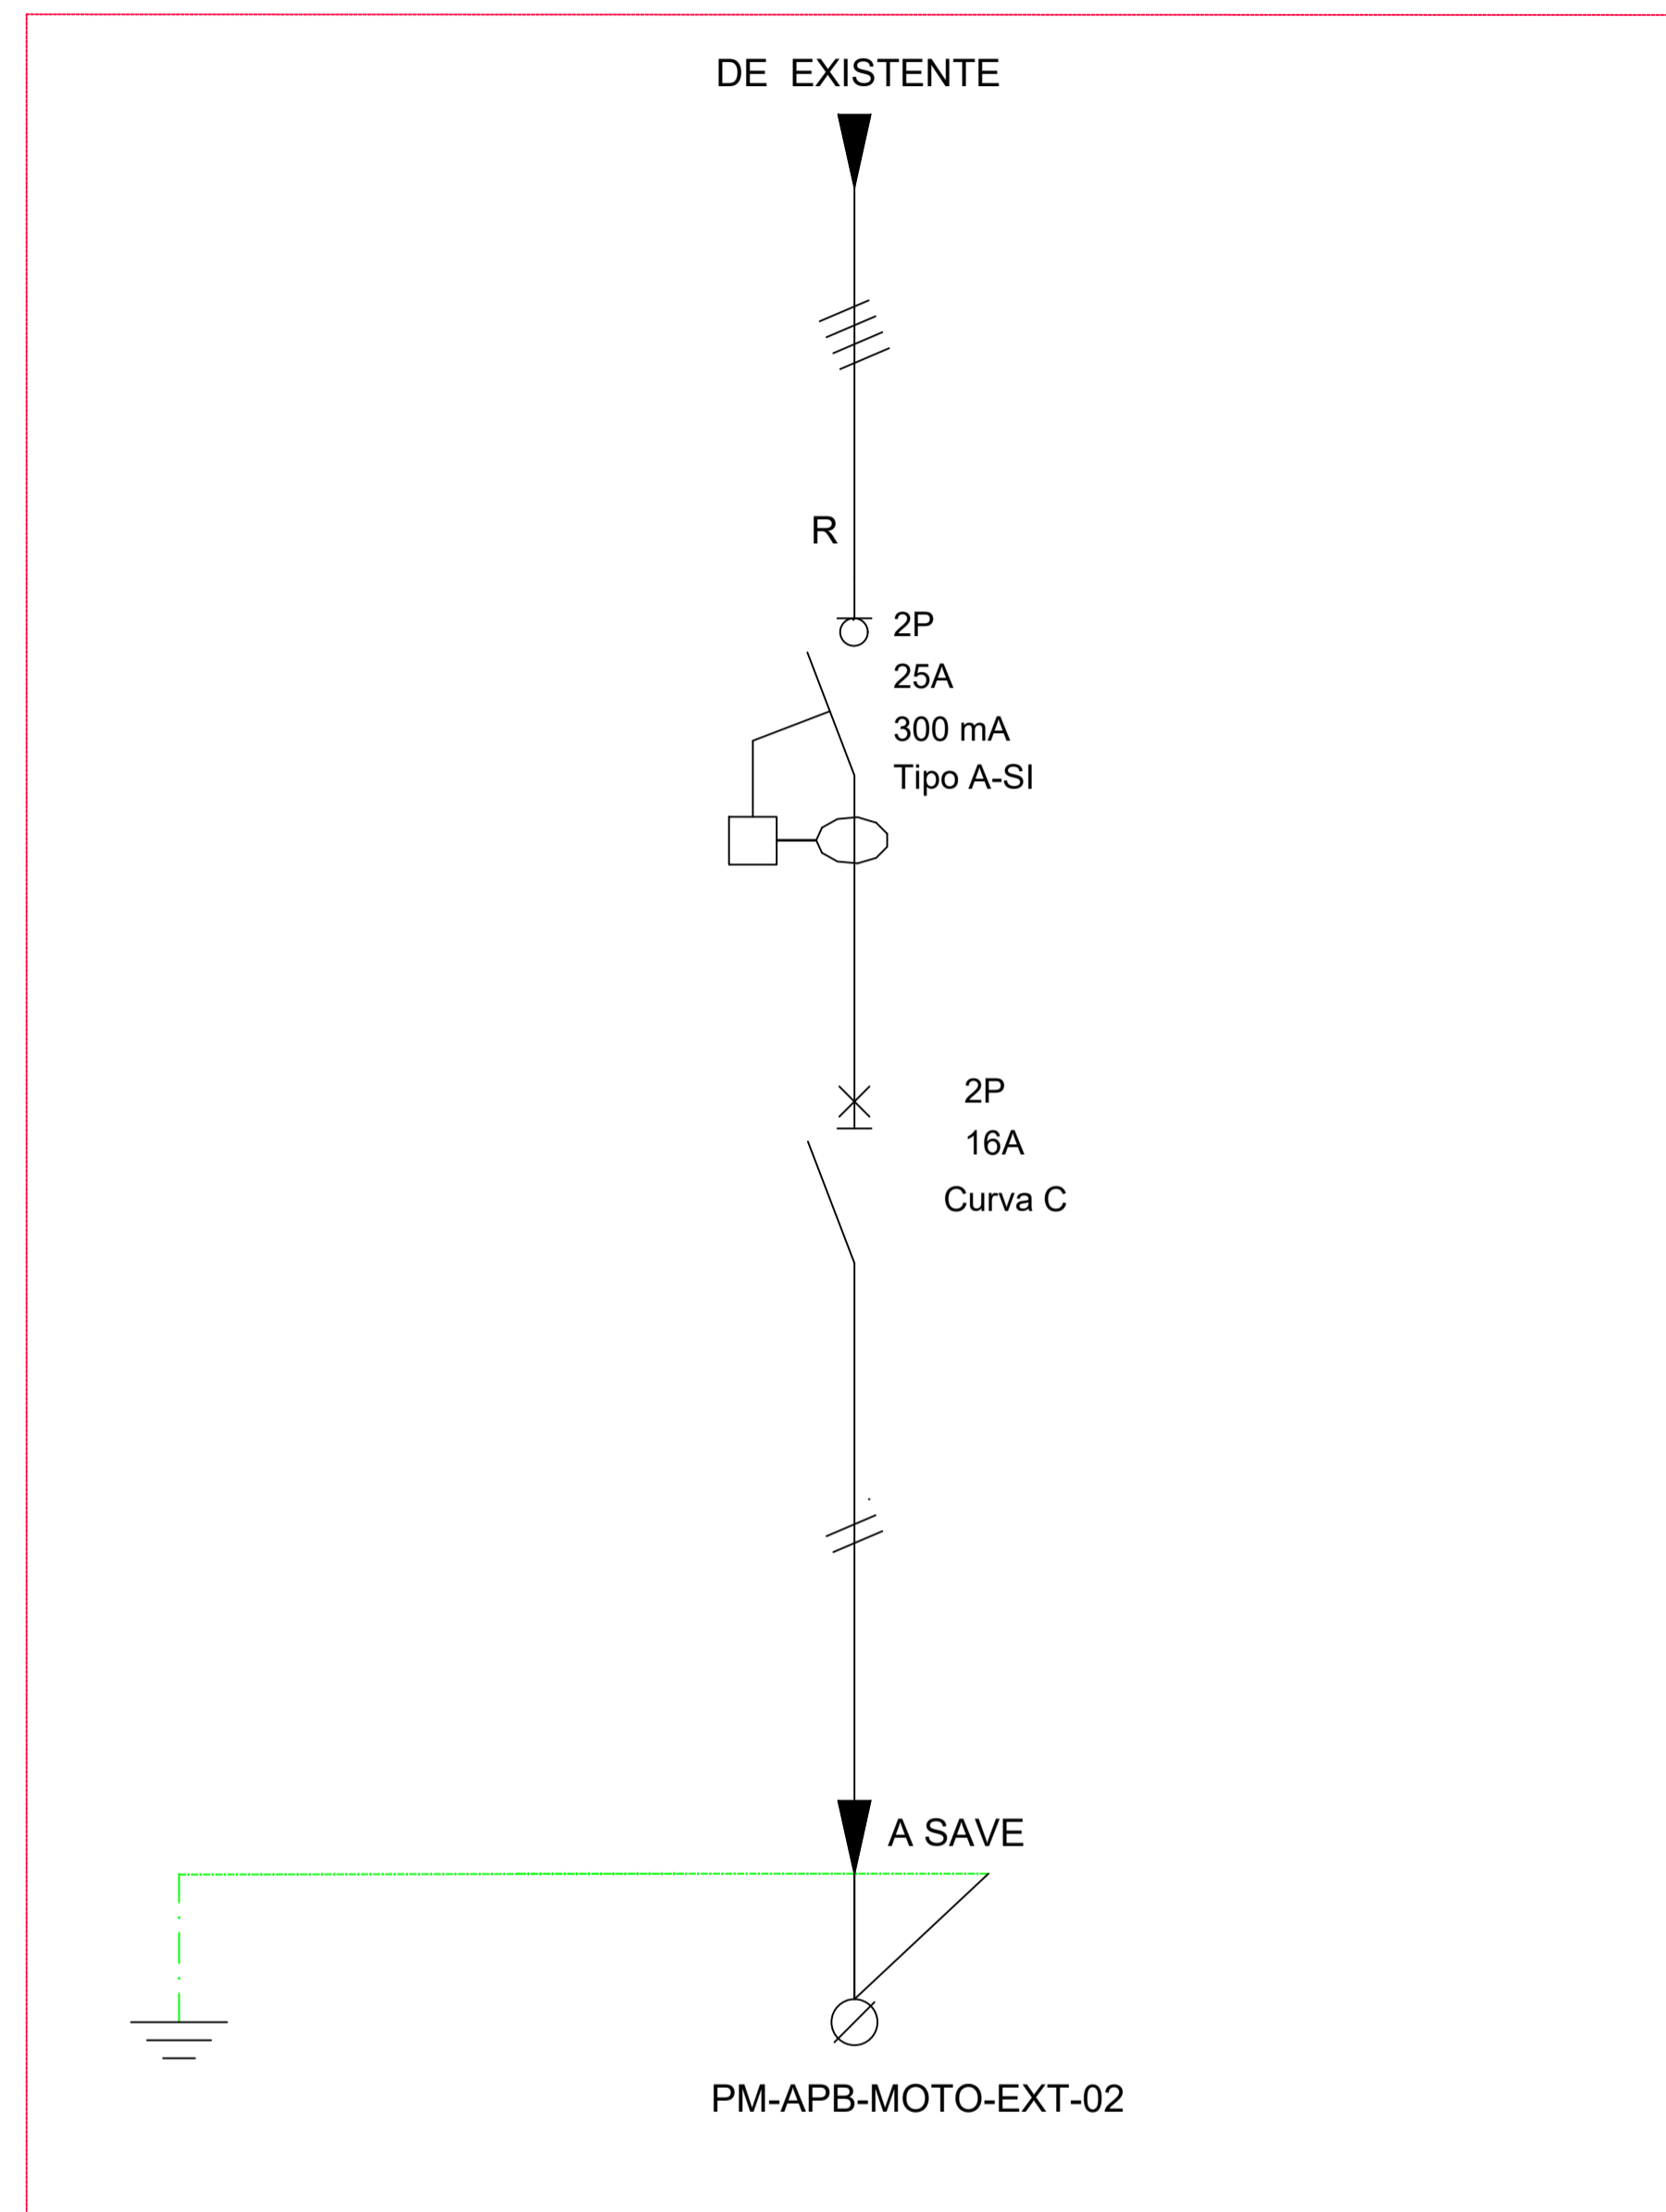 DE EXISTENTE
R
2P
25A
300 mA
Tipo A-SI
2P
16A
Curva C
A SAVE
PM-APB-MOTO-EXT-02